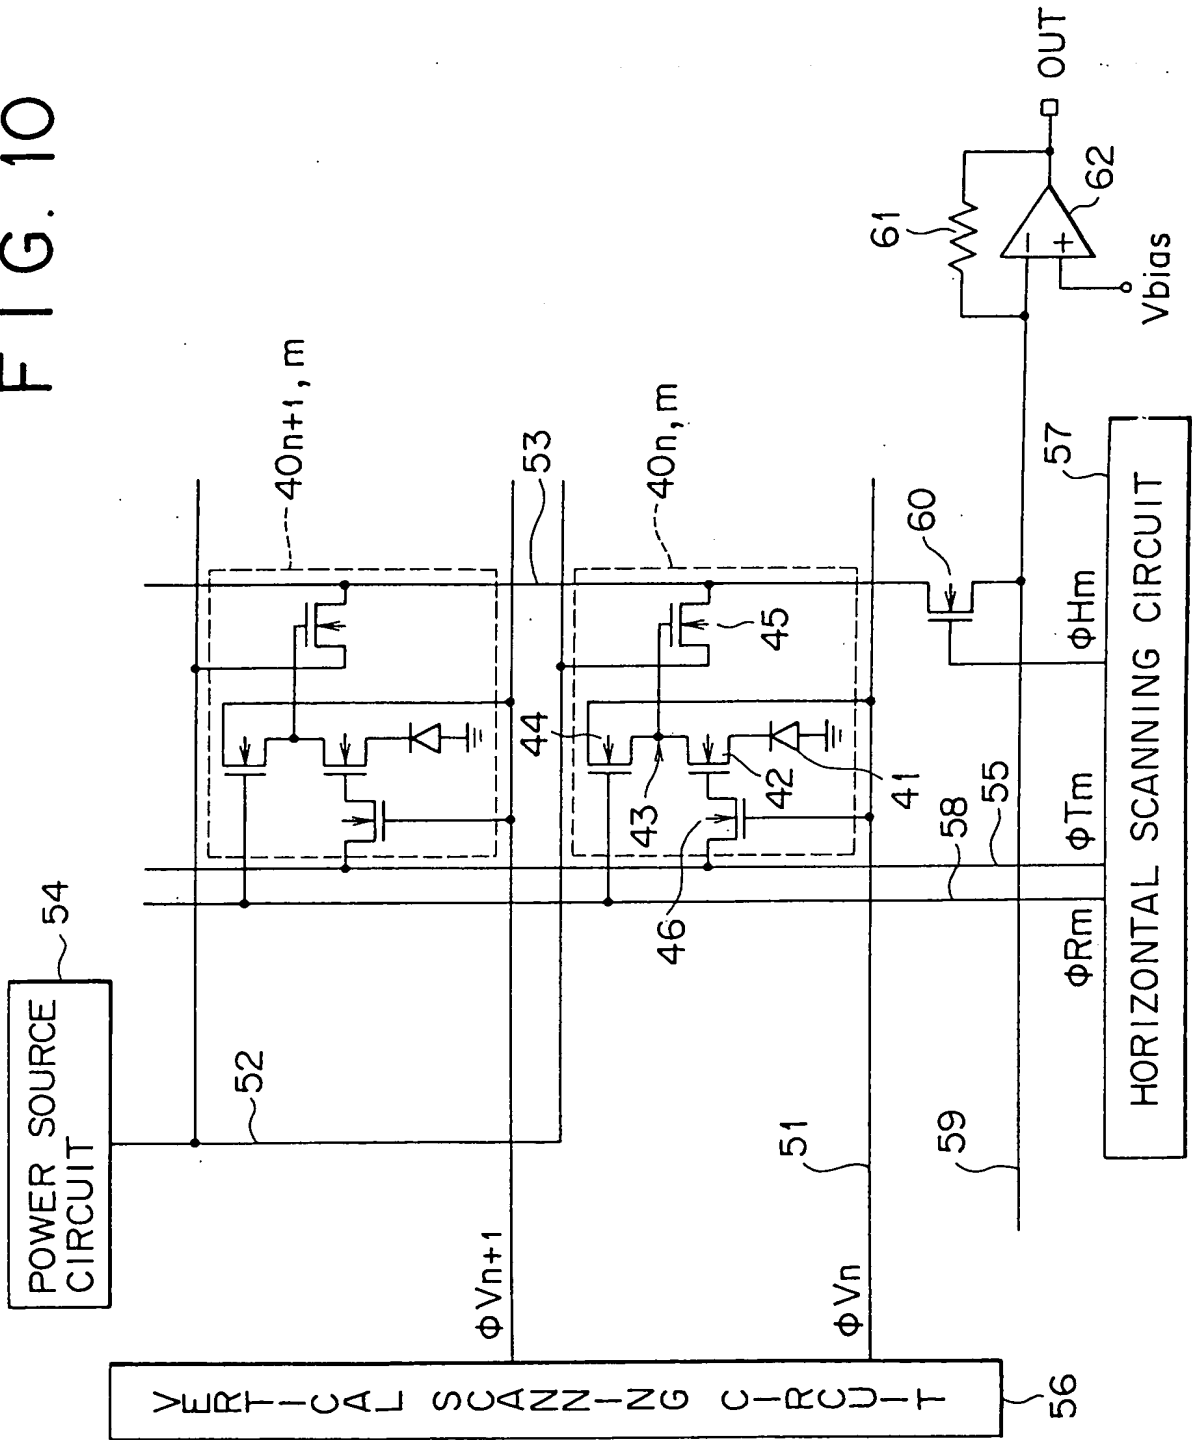 FIG. 10
POWER SOURCE
CIRCUIT
54
52
40n+1, m
53
44
43
42
41
46
45
40n, m
58
55
51
59
60
57
61
62
OUT
Vbias
ΦVn+1
ΦVn
ΦRm
ΦTm
ΦHm
VERTICAL SCANNING CIRCUIT
56
HORIZONTAL SCANNING CIRCUIT